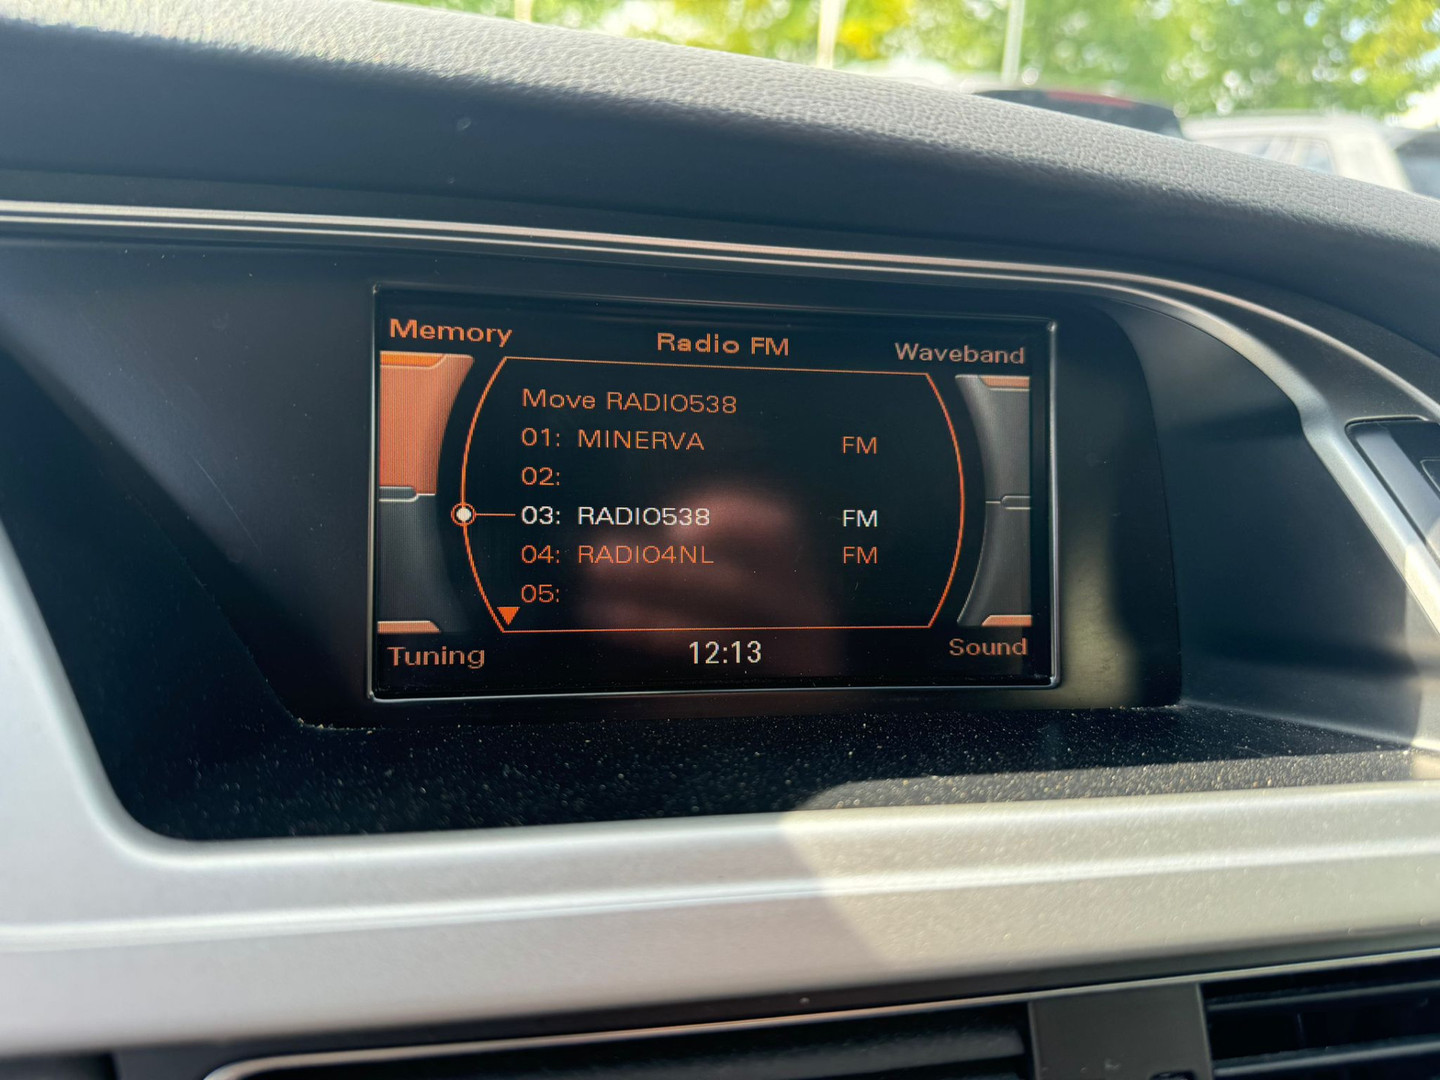 Memory Radio FM Waveband
Move RADIO538
01: MINERVA FM
02:
03: RADIO538 FM
04: RADIO4NL FM
05:
Tuning 12:13 Sound